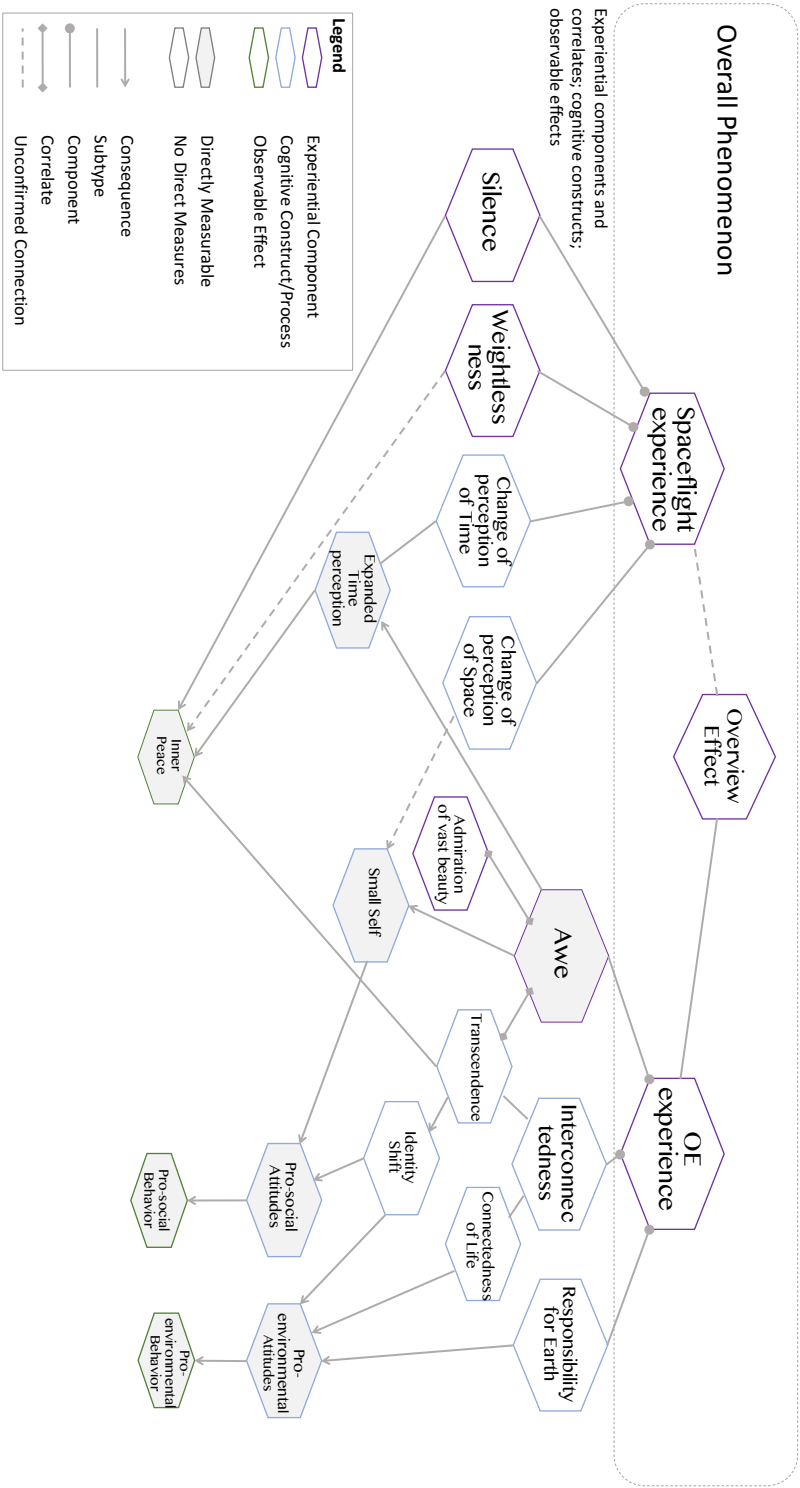 Overall Phenomenon
Experiential components and
correlates; cognitive constructs;
observable effects
Overview
Effect
Spaceflight
experience
OE
experience
Silence
Weightless
ness
Change of
perception
of Time
Change of
perception
of Space
Awe
Interconnec
tedness
Responsibility
for Earth
Admiration
of vast beauty
Transcendence
Connectedness
of Life
Expanded
Time
perception
Small Self
Identity
Shift
Pro-social
Attitudes
Pro-
environmental
Attitudes
Inner
Peace
Pro-social
Behavior
Pro-
environmental
Behavior
Legend
Experiential Component
Cognitive Construct/Process
Observable Effect
Directly Measurable
No Direct Measures
Consequence
Subtype
Component
Correlate
Unconfirmed Connection